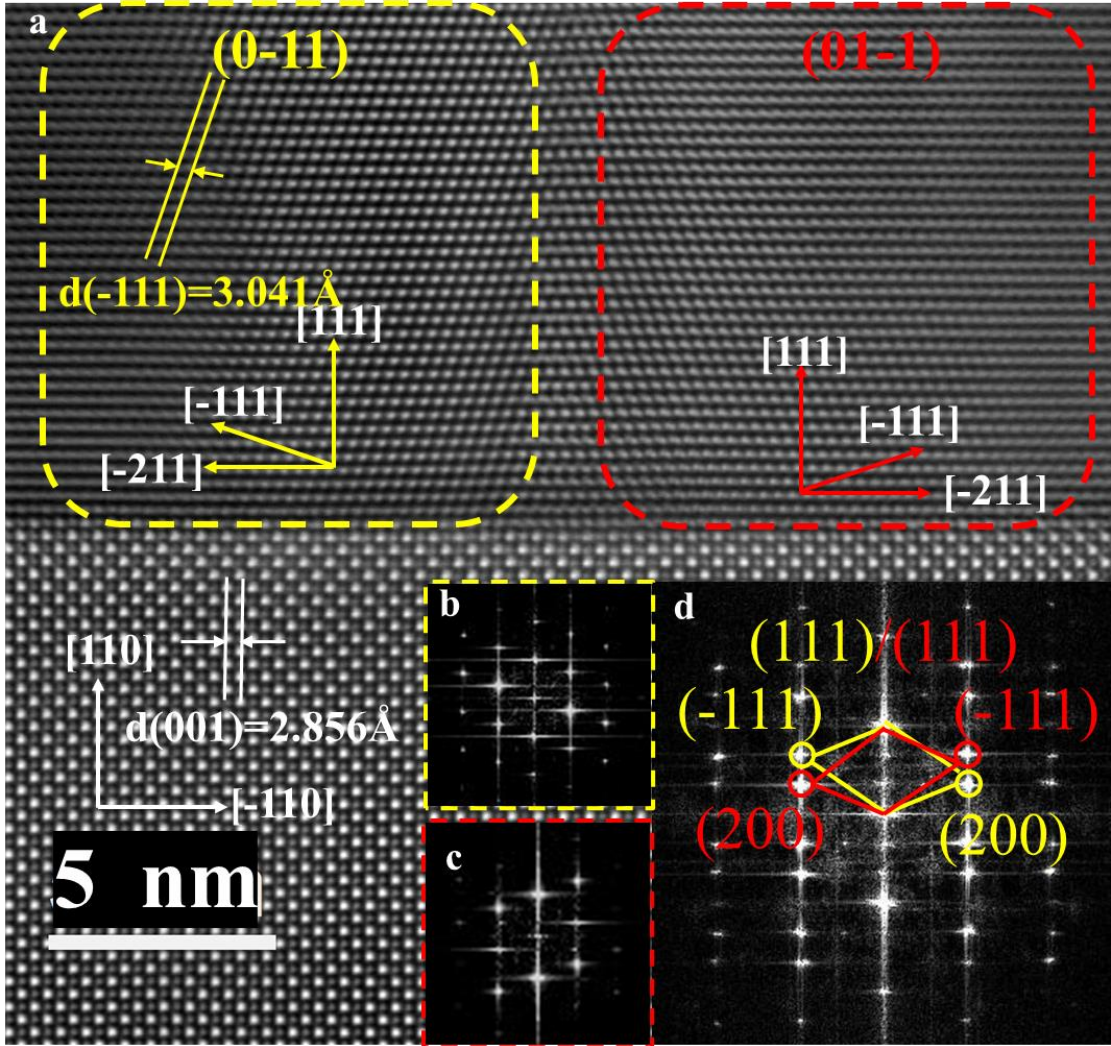 a
(0-11)
(01-1)
d(-111)=3.041Å
[111]
[-111]
[-211]
[111]
[-111]
[-211]
[110]
d(001)=2.856Å
[-110]
5 nm
b
c
d
(111)/(111)
(-111)
(-111)
(200)
(200)